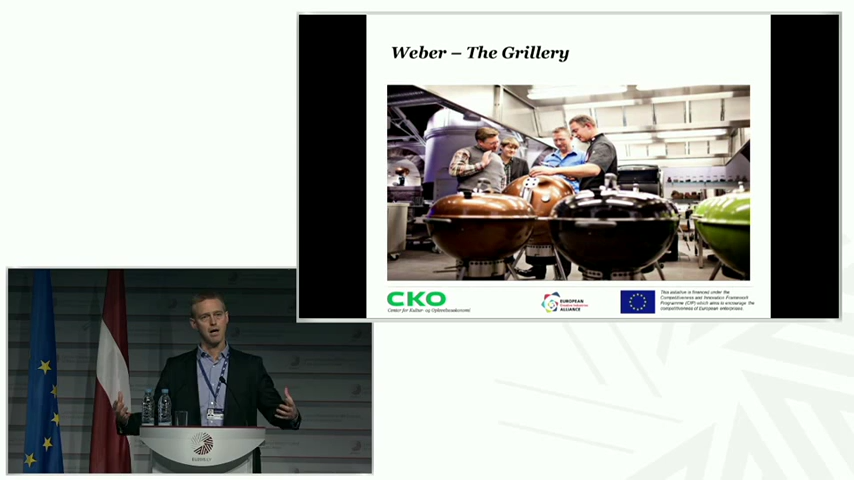 Weber – The Grillery
CKO
Center for Kultur- og Oplevelsesøkonomi
EUROPEAN
ALLIANCE
This initiative is financed under the
Competitiveness and Innovation Framework
Programme (CIP) which aims to encourage the
competitiveness of European enterprises.